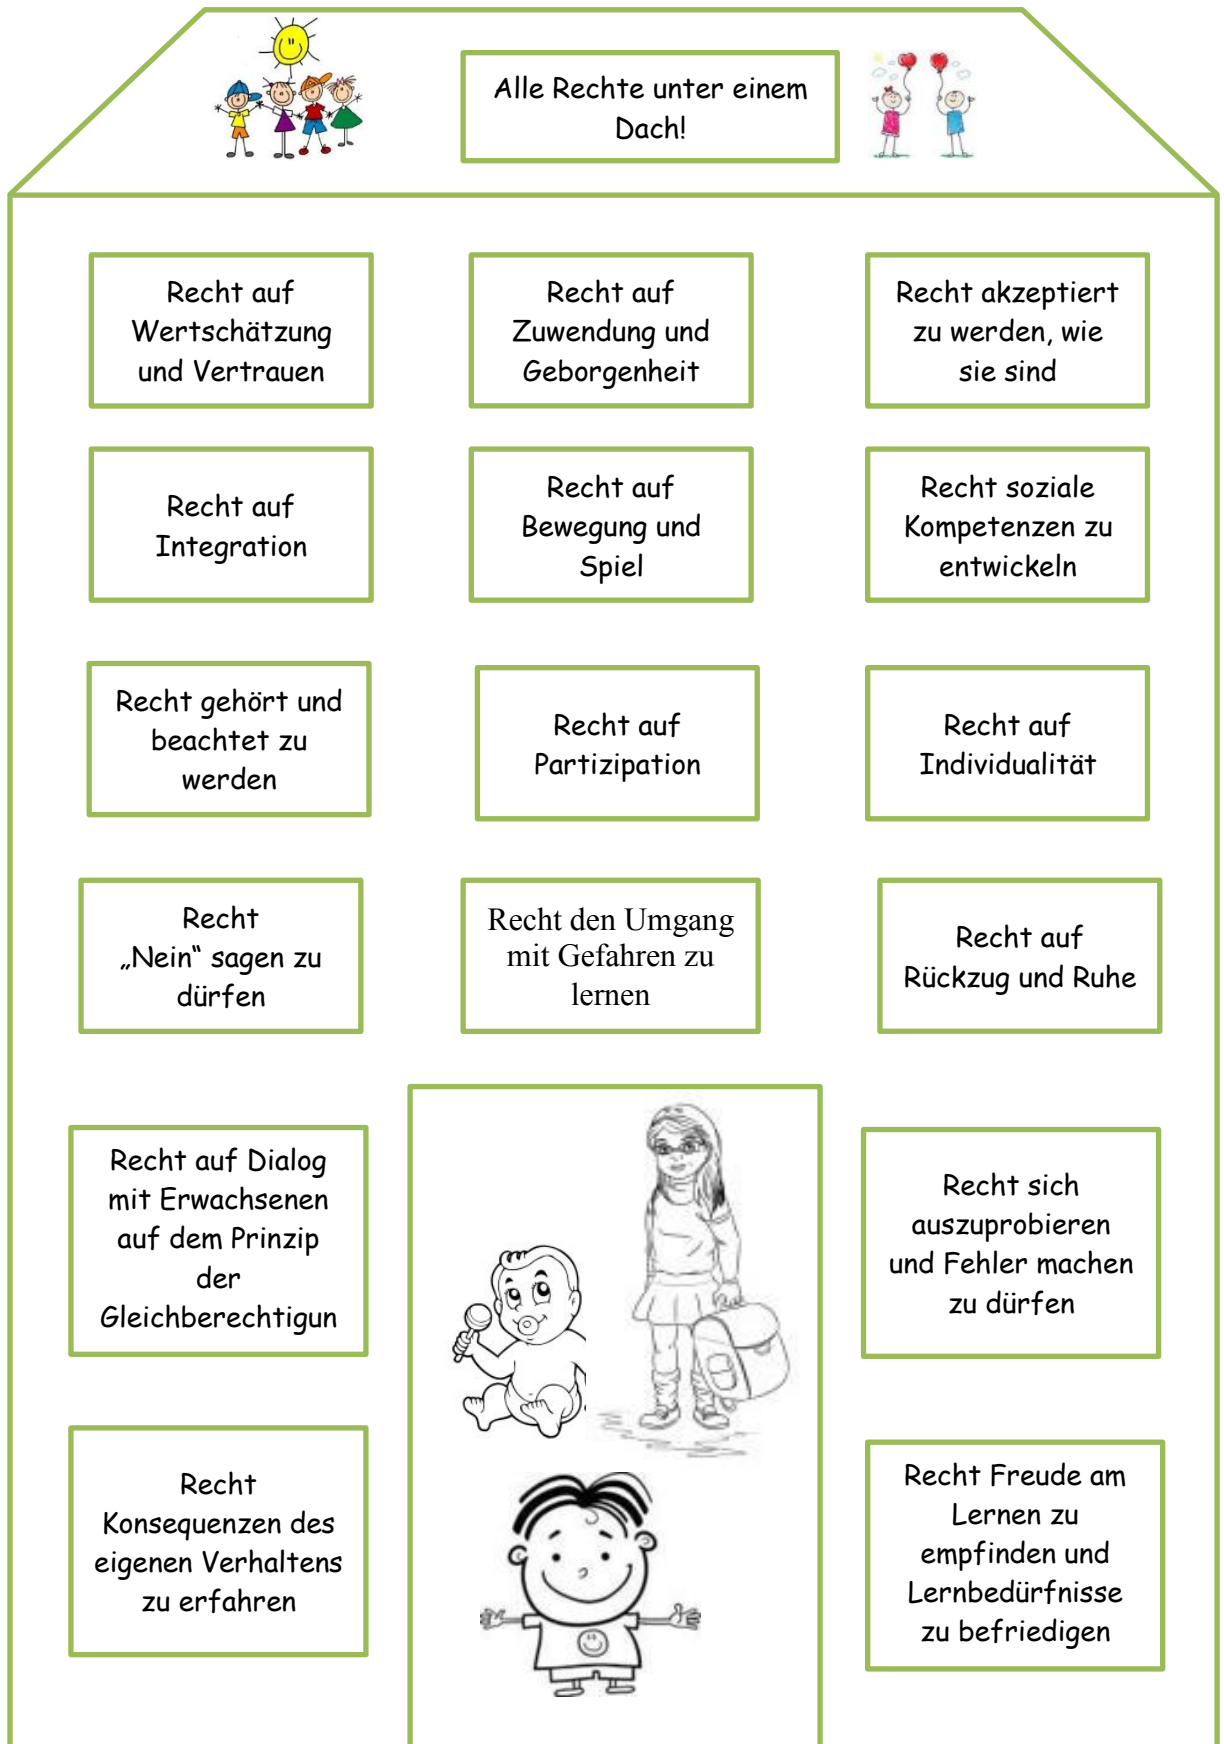 Alle Rechte unter einem
Dach!
Recht auf
Wertschätzung
und Vertrauen
Recht auf
Zuwendung und
Geborgenheit
Recht akzeptiert
zu werden, wie
sie sind
Recht auf
Integration
Recht auf
Bewegung und
Spiel
Recht soziale
Kompetenzen zu
entwickeln
Recht gehört und
beachtet zu
werden
Recht auf
Partizipation
Recht auf
Individualität
Recht
„Nein“ sagen zu
dürfen
Recht den Umgang
mit Gefahren zu
lernen
Recht auf
Rückzug und Ruhe
Recht auf Dialog
mit Erwachsenen
auf dem Prinzip
der
Gleichberechtigun
Recht sich
auszuprobieren
und Fehler machen
zu dürfen
Recht
Konsequenzen des
eigenen Verhaltens
zu erfahren
Recht Freude am
Lernen zu
empfinden und
Lernbedürfnisse
zu befriedigen